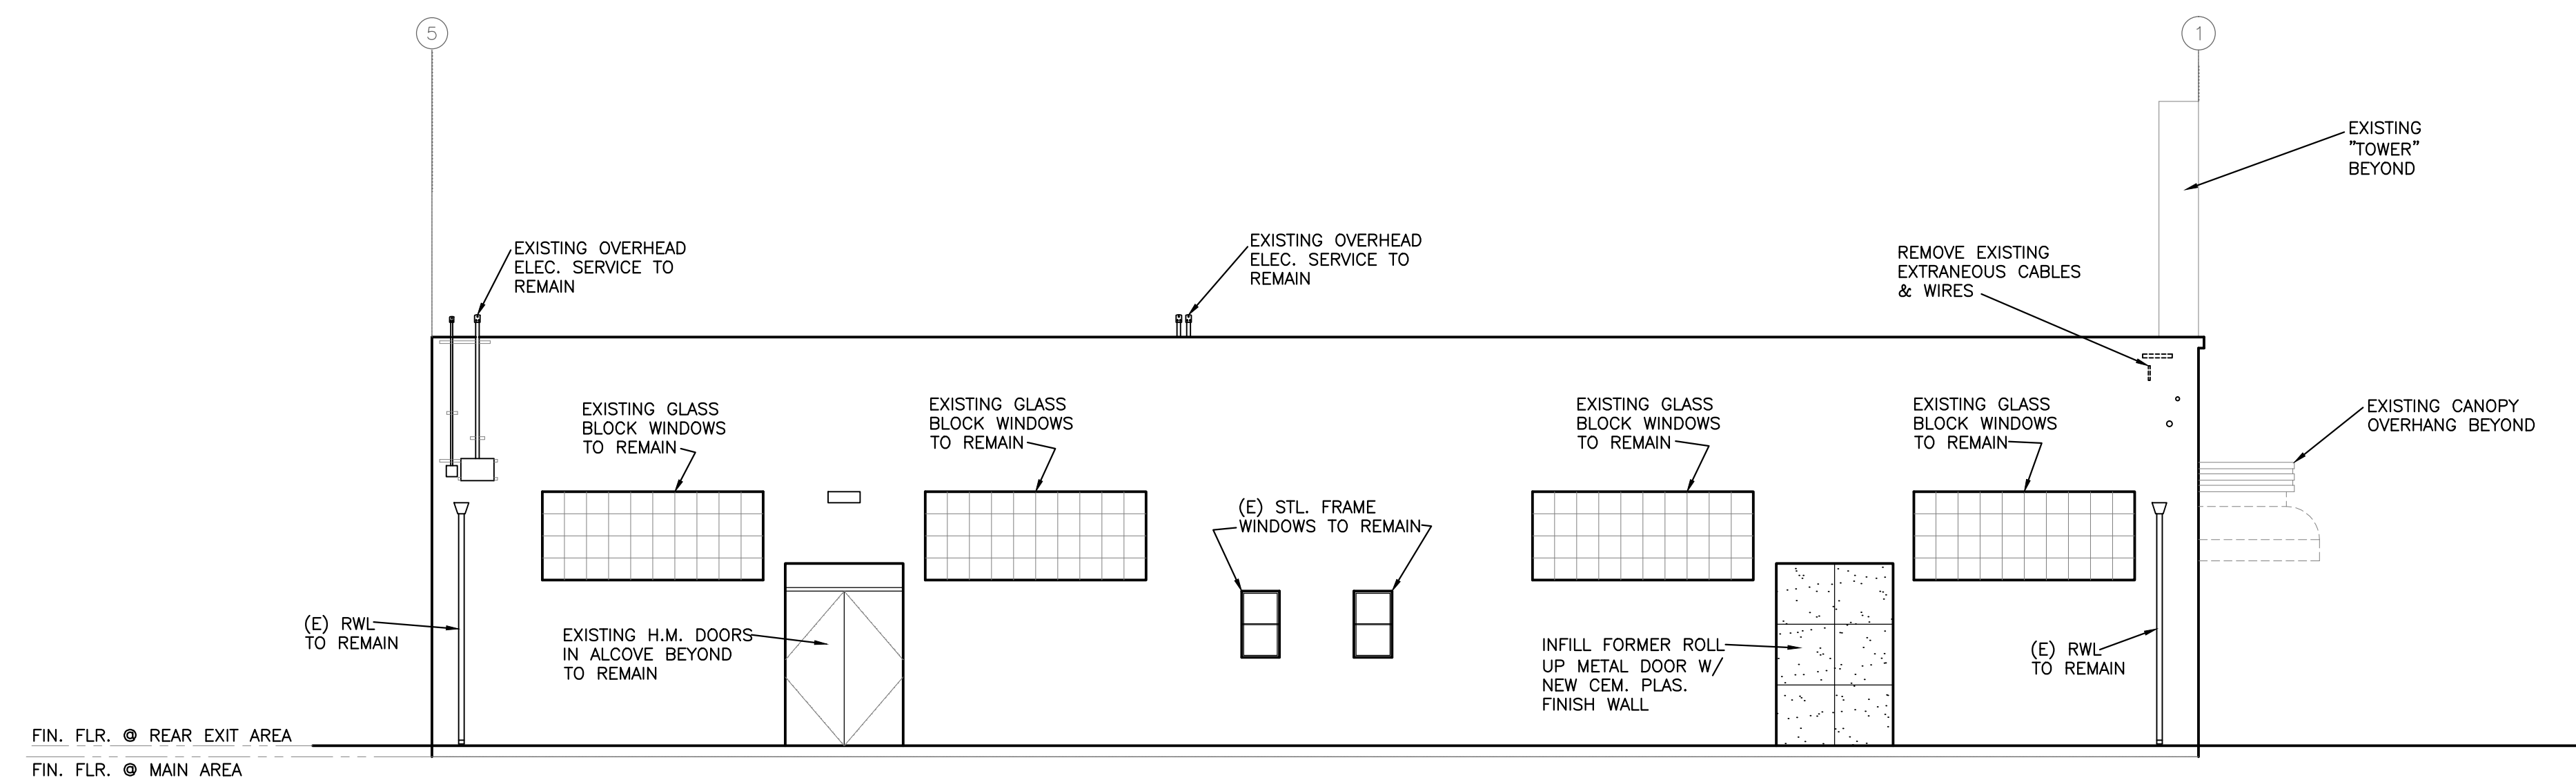 5
1
EXISTING
"TOWER"
BEYOND
EXISTING OVERHEAD
ELEC. SERVICE TO
REMAIN
EXISTING OVERHEAD
ELEC. SERVICE TO
REMAIN
REMOVE EXISTING
EXTRANEOUS CABLES
& WIRES
EXISTING GLASS
BLOCK WINDOWS
TO REMAIN
EXISTING GLASS
BLOCK WINDOWS
TO REMAIN
EXISTING GLASS
BLOCK WINDOWS
TO REMAIN
EXISTING GLASS
BLOCK WINDOWS
TO REMAIN
EXISTING CANOPY
OVERHANG BEYOND
(E) STL. FRAME
WINDOWS TO REMAIN
(E) RWL
TO REMAIN
EXISTING H.M. DOORS
IN ALCOVE BEYOND
TO REMAIN
INFILL FORMER ROLL
UP METAL DOOR W/
NEW CEM. PLAS.
FINISH WALL
(E) RWL
TO REMAIN
FIN. FLR. @ REAR EXIT AREA
FIN. FLR. @ MAIN AREA